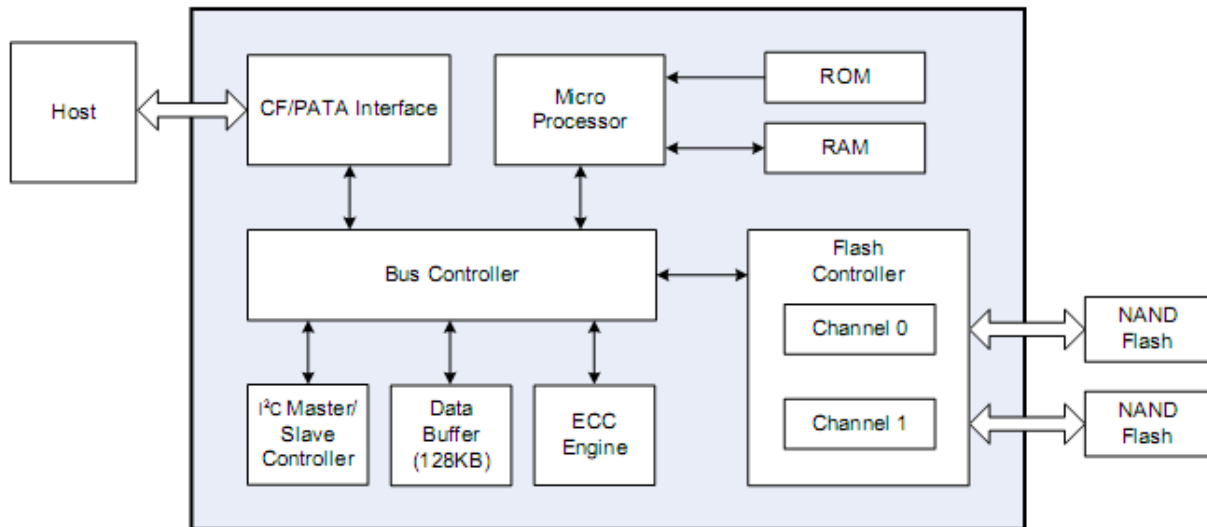 Host
CF/PATA Interface
Micro
Processor
ROM
RAM
Bus Controller
Flash
Controller
Channel 0
Channel 1
NAND
Flash
NAND
Flash
I²C Master/
Slave
Controller
Data
Buffer
(128KB)
ECC
Engine